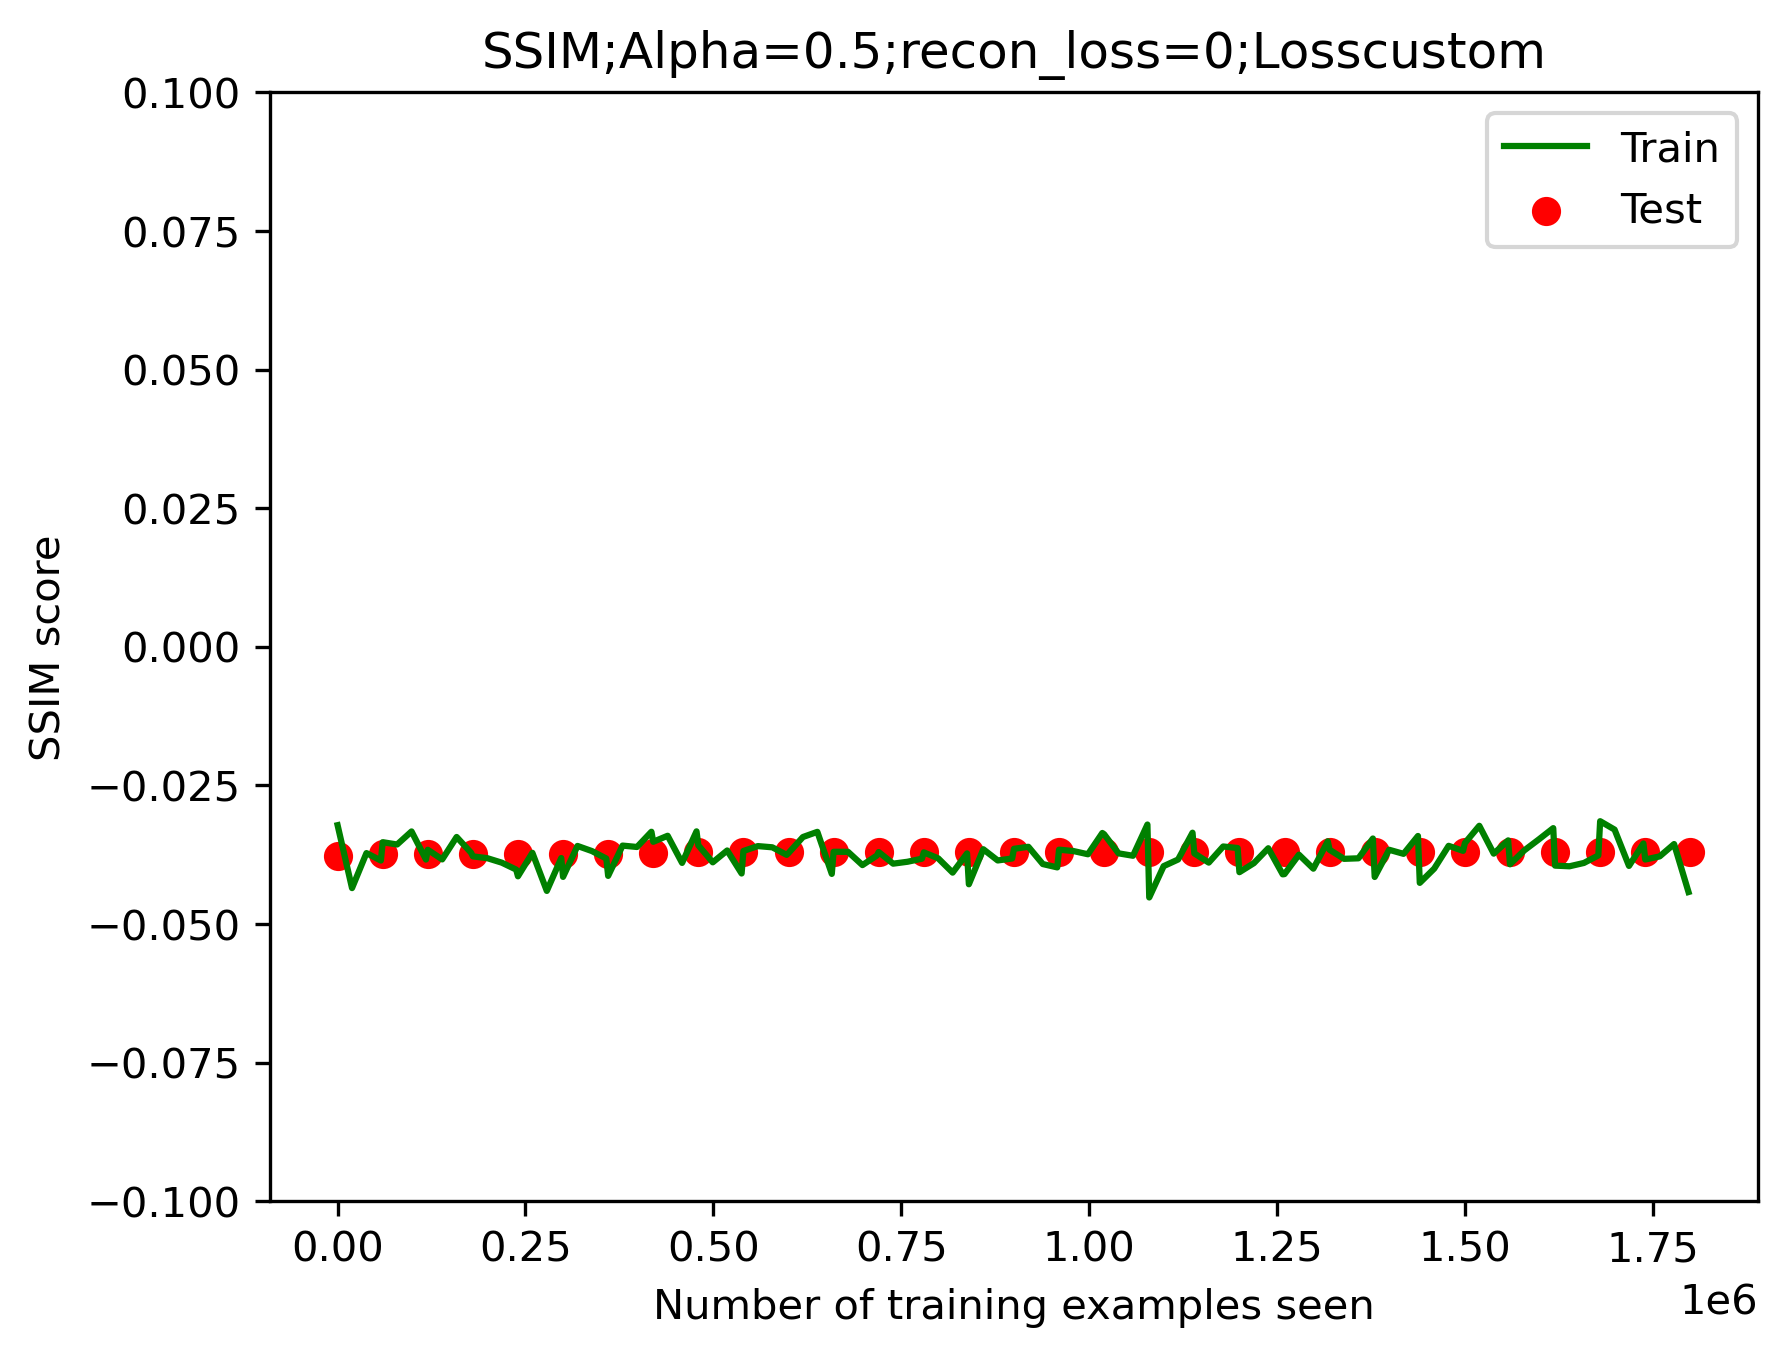 SSIM;Alpha=0.5;recon_loss=0;Losscustom
Train
Test
0.100
0.075
0.050
0.025
0.000
−0.025
−0.050
−0.075
−0.100
SSIM score
0.00 0.25 0.50 0.75 1.00 1.25 1.50 1.75
1e6
Number of training examples seen